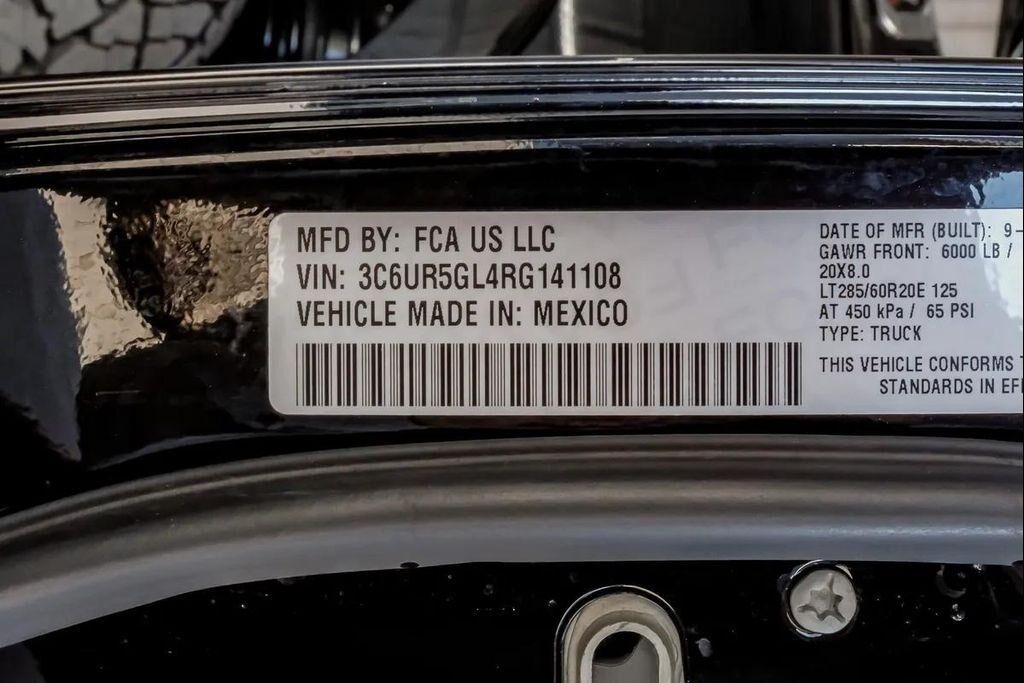 MFD BY: FCA US LLC
VIN: 3C6UR5GL4RG141108
VEHICLE MADE IN: MEXICO
DATE OF MFR (BUILT): 9-
GAWR FRONT: 6000 LB /
20X8.0
LT285/60R20E 125
AT 450 kPa / 65 PSI
TYPE: TRUCK
THIS VEHICLE CONFORMS
STANDARDS IN